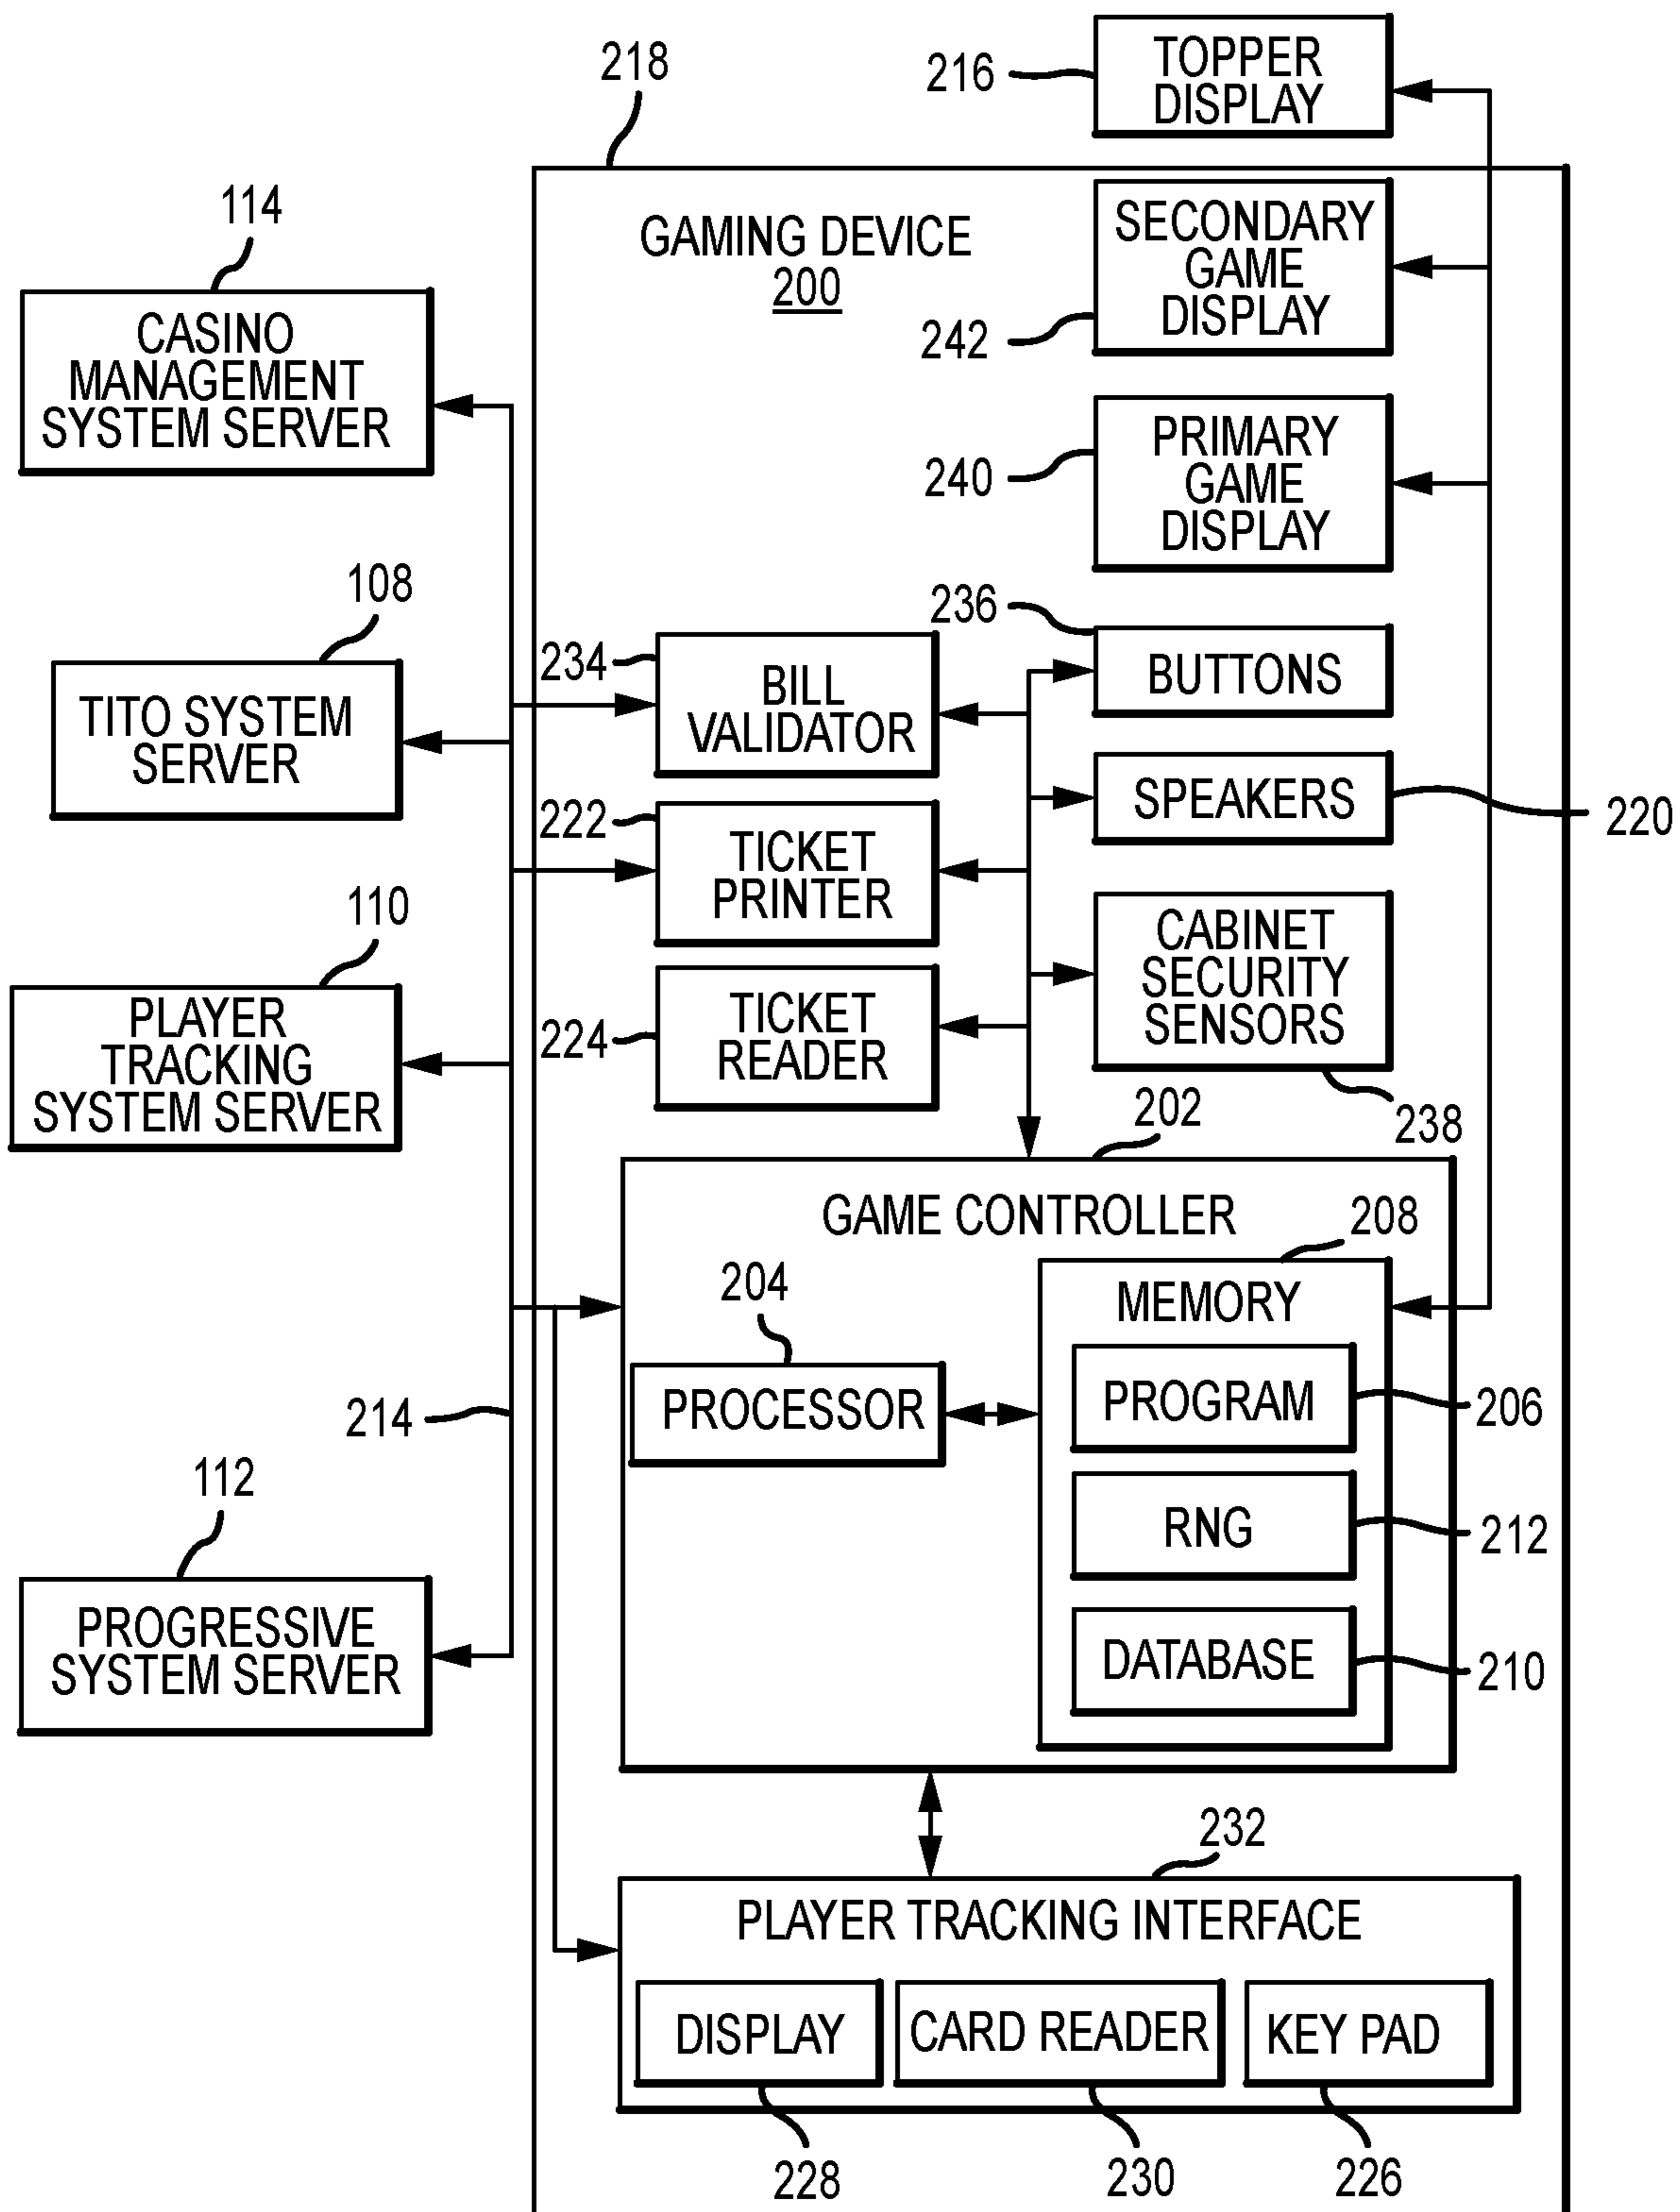 216
TOPPER
DISPLAY
218
114
GAMING DEVICE
200
SECONDARY
GAME
DISPLAY
242
CASINO
MANAGEMENT
SYSTEM SERVER
240
PRIMARY
GAME
DISPLAY
108
236
BUTTONS
234
BILL
VALIDATOR
TITO SYSTEM
SERVER
SPEAKERS
220
222
TICKET
PRINTER
110
CABINET
SECURITY
SENSORS
238
224
TICKET
READER
PLAYER
TRACKING
SYSTEM SERVER
202
GAME CONTROLLER
208
204
MEMORY
PROCESSOR
PROGRAM
206
214
112
RNG
212
PROGRESSIVE
SYSTEM SERVER
DATABASE
210
232
PLAYER TRACKING INTERFACE
DISPLAY
CARD READER
KEY PAD
228
230
226